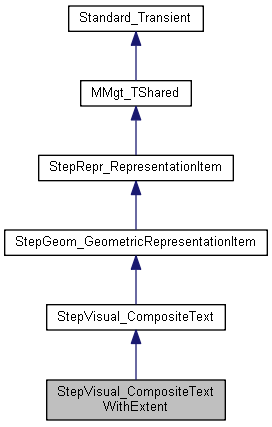 Standard_Transient
MMgt_TShared
StepRepr_RepresentationItem
StepGeom_GeometricRepresentationItem
StepVisual_CompositeText
StepVisual_CompositeText
WithExtent